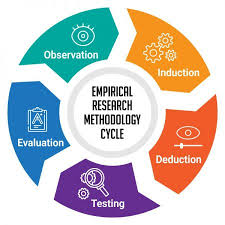 EMPIRICAL
RESEARCH
METHODOLOGY
CYCLE
Observation
Induction
Deduction
Testing
Evaluation